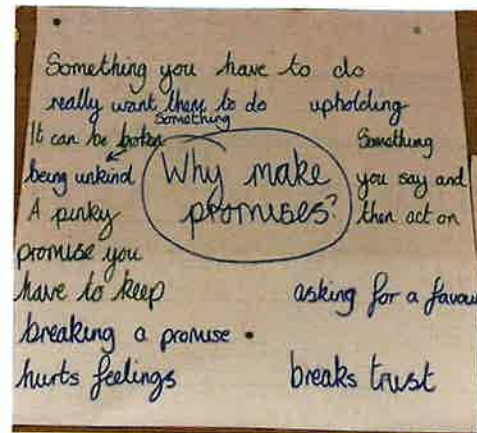 Something you have to do
really want them to do upholding
Something
It can be boten
Something
being unkind
Why make
you say and
A pinky
promises?
then act on
promise you
have to keep
asking for a favou
breaking a promise
hurts feelings
breaks trust